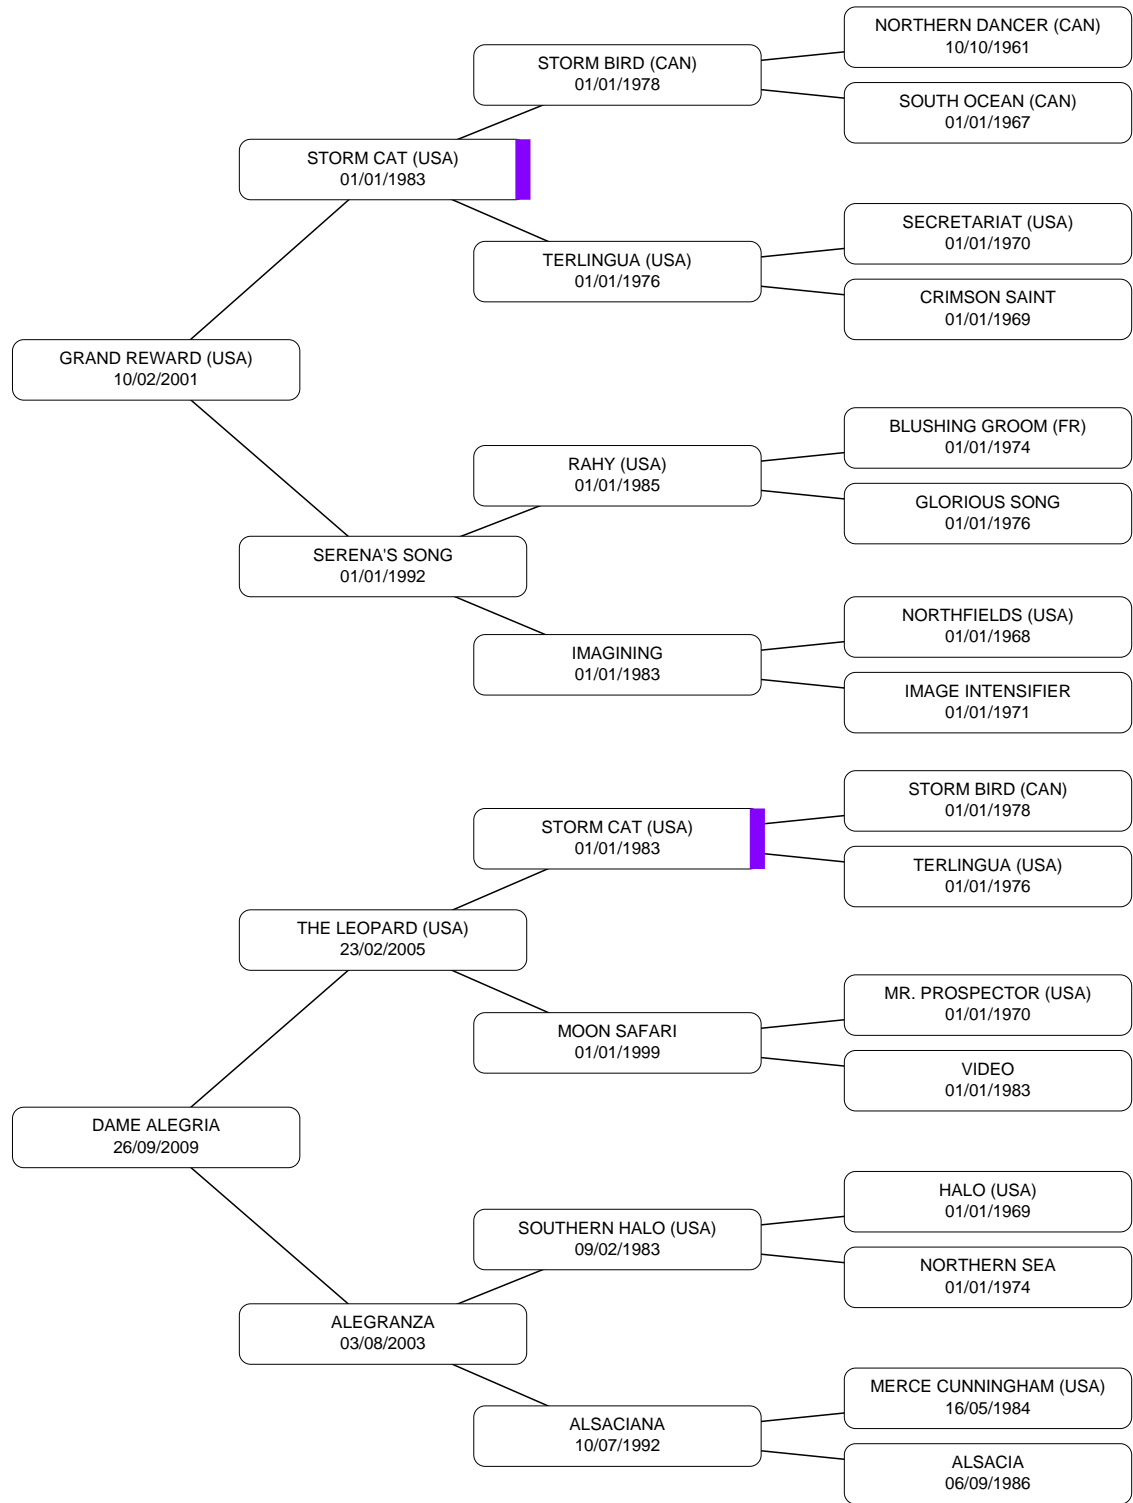 NORTHERN DANCER (CAN)
10/10/1961
STORM BIRD (CAN)
01/01/1978
SOUTH OCEAN (CAN)
01/01/1967
STORM CAT (USA)
01/01/1983
SECRETARIAT (USA)
01/01/1970
TERLINGUA (USA)
01/01/1976
CRIMSON SAINT
01/01/1969
GRAND REWARD (USA)
10/02/2001
BLUSHING GROOM (FR)
01/01/1974
RAHY (USA)
01/01/1985
GLORIOUS SONG
01/01/1976
SERENA'S SONG
01/01/1992
NORTHFIELDS (USA)
01/01/1968
IMAGINING
01/01/1983
IMAGE INTENSIFIER
01/01/1971
STORM BIRD (CAN)
01/01/1978
STORM CAT (USA)
01/01/1983
TERLINGUA (USA)
01/01/1976
THE LEOPARD (USA)
23/02/2005
MR. PROSPECTOR (USA)
01/01/1970
MOON SAFARI
01/01/1999
VIDEO
01/01/1983
DAME ALEGRIA
26/09/2009
HALO (USA)
01/01/1969
SOUTHERN HALO (USA)
09/02/1983
NORTHERN SEA
01/01/1974
ALEGRANZA
03/08/2003
MERCE CUNNINGHAM (USA)
16/05/1984
ALSACIANA
10/07/1992
ALSACIA
06/09/1986